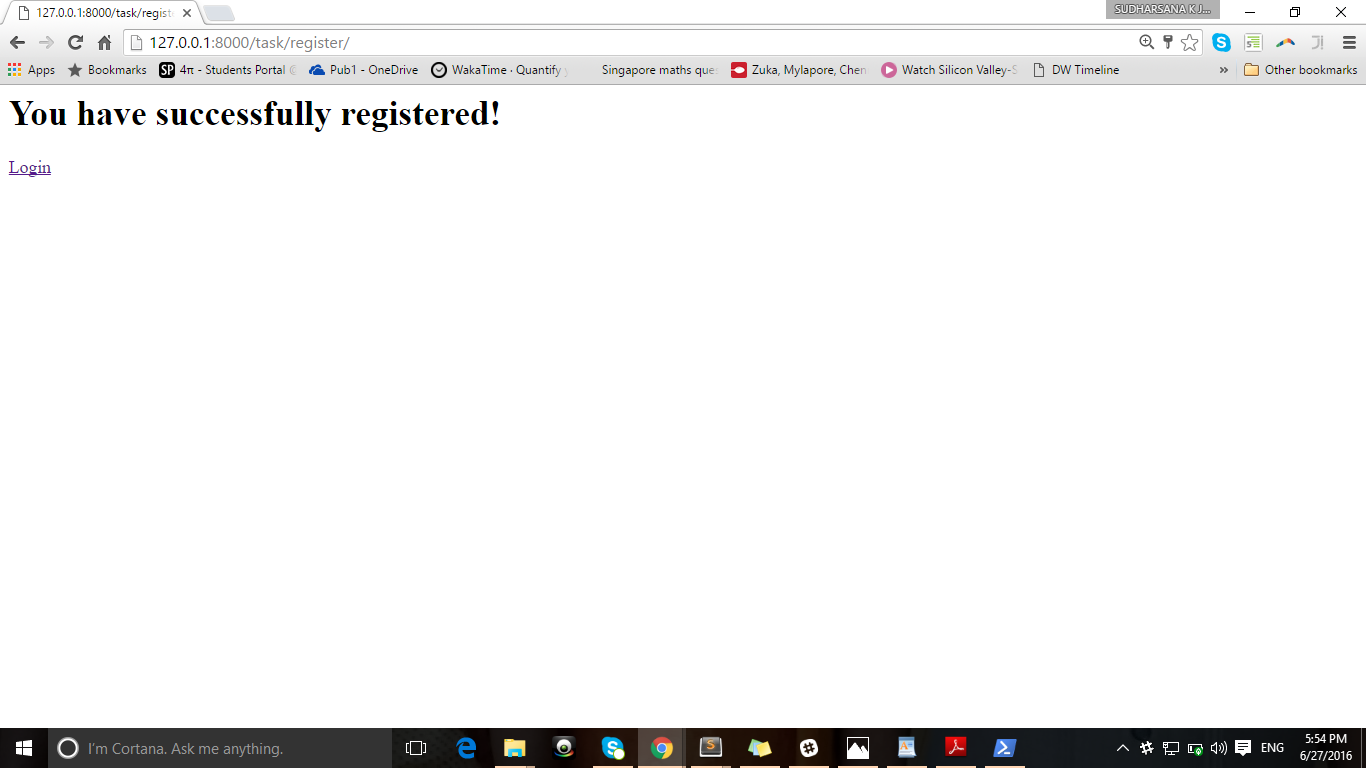 127.0.0.1:8000/task/regist
SUDHARSANA K J...
127.0.0.1:8000/task/register/
Apps Bookmarks SP 4π - Students Portal Pub1 - OneDrive WakaTime · Quantify Singapore maths que Zuka, Mylapore, Chen Watch Silicon Valley-S DW Timeline » Other bookmarks
You have successfully registered!
Login
I'm Cortana. Ask me anything.
ENG
5:54 PM
6/27/2016